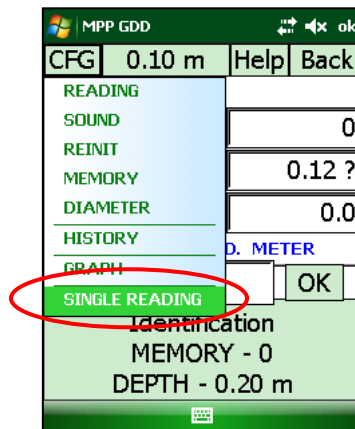 MPP GDD ok
CFG 0.10 m Help Back
READING
SOUND 0
REINIT
MEMORY 0.12 ?
DIAMETER 0.0
HISTORY
D. METER
GRAPH OK
SINGLE READING
Identification
MEMORY - 0
DEPTH - 0.20 m